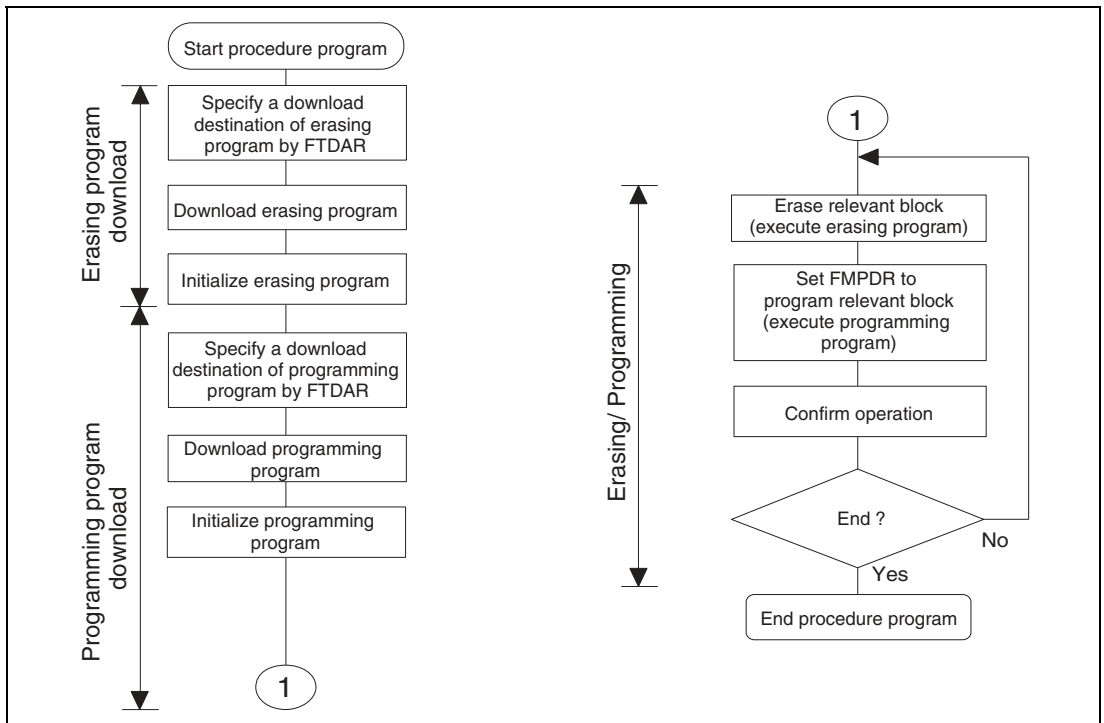 Start procedure program
Erasing program
download
Specify a download
destination of erasing
program by FTDAR
Download erasing program
Initialize erasing program
Programming program
download
Specify a download
destination of programming
program by FTDAR
Download programming
program
Initialize programming
program
1
1
Erasing/ Programming
Erase relevant block
(execute erasing program)
Set FMPDR to
program relevant block
(execute programming
program)
Confirm operation
End ?
No
Yes
End procedure program